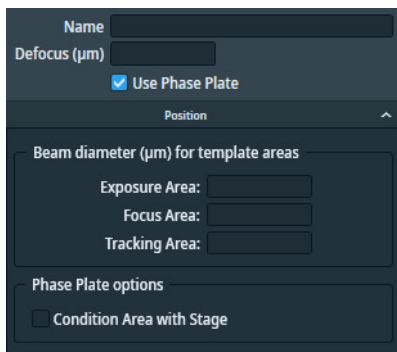 Name
Defocus (µm)
Use Phase Plate
Position
Beam diameter (µm) for template areas
Exposure Area:
Focus Area:
Tracking Area:
Phase Plate options
Condition Area with Stage